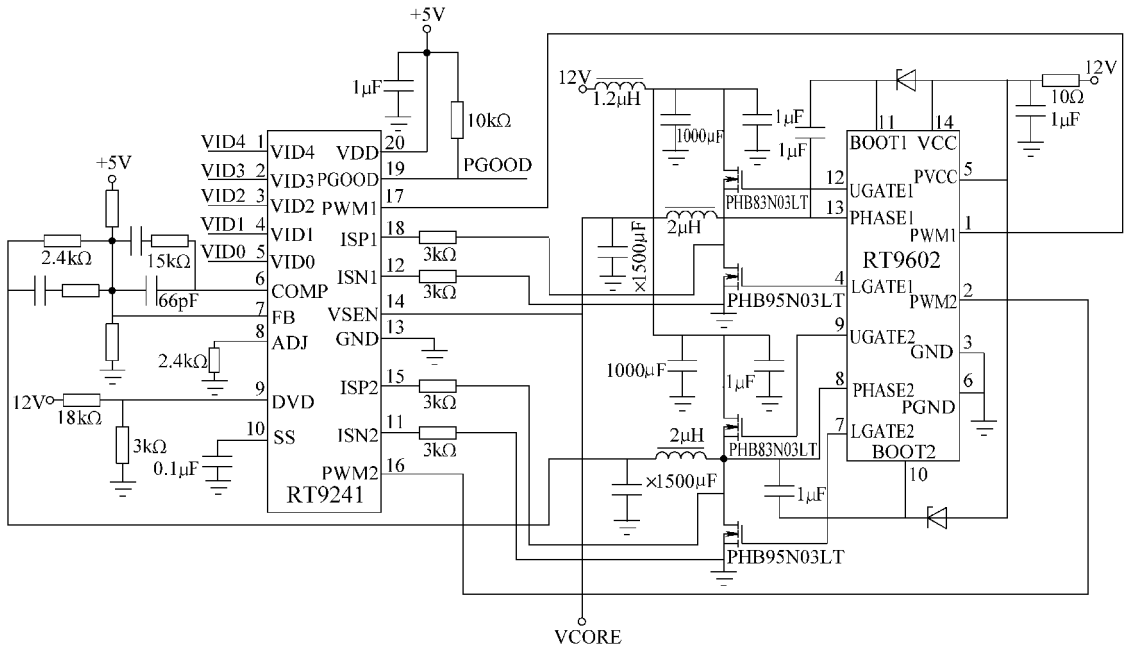 +5V
1μF
10kΩ
VID4 1 VID4
VID3 2 VID3
VID2 3 VID2
VID1 4 VID1
VID0 5 VID0
6 COMP
7 FB
8 ADJ
9 DVD
10 SS
20 VDD
19 PGOOD PGOOD
17 PWM1
18 ISP1
12 ISN1
14 VSEN
13 GND
15 ISP2
11 ISN2
16 PWM2
RT9241
3kΩ
3kΩ
3kΩ
3kΩ
+5V
2.4kΩ
15kΩ
66pF
2.4kΩ
12V
18kΩ
3kΩ
0.1μF
12V
1.2μH
1000μF
1μF
1μF
PHB83N03LT
2μH
×1500μF
PHB95N03LT
1000μF
1μF
PHB83N03LT
2μH
×1500μF
1μF
PHB95N03LT
VCORE
12V
10Ω
1μF
11 BOOT1
14 VCC
5 PVCC
12 UGATE1
13 PHASE1
1 PWM1
RT9602
4 LGATE1
2 PWM2
9 UGATE2
3 GND
8 PHASE2
6 PGND
7 LGATE2
BOOT2
10